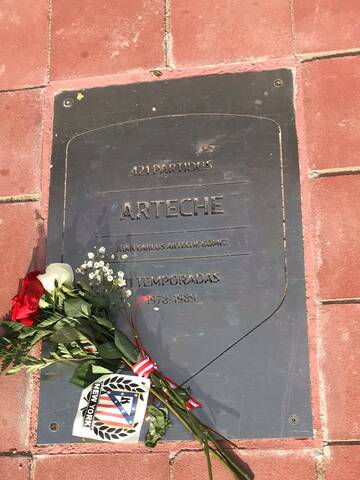 421 PARTIDOS
ARTECHE
JUAN CARLOS ARTECHE GÓMEZ
11 TEMPORADAS
1978-1989
NEW YORK